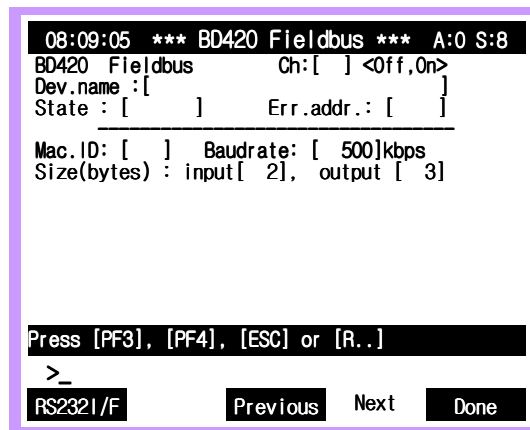 08:09:05 *** BD420 Fieldbus *** A:0 S:8
BD420 Fieldbus Ch:[ ] <Off,On>
Dev.name :[ ]
State : [ ] Err.addr.: [ ]
Mac.ID: [ ] Baudrate: [ 500]kbps
Size(bytes) : input[ 2], output [ 3]
Press [PF3], [PF4], [ESC] or [R..]
>_
RS232I/F Previous Next Done